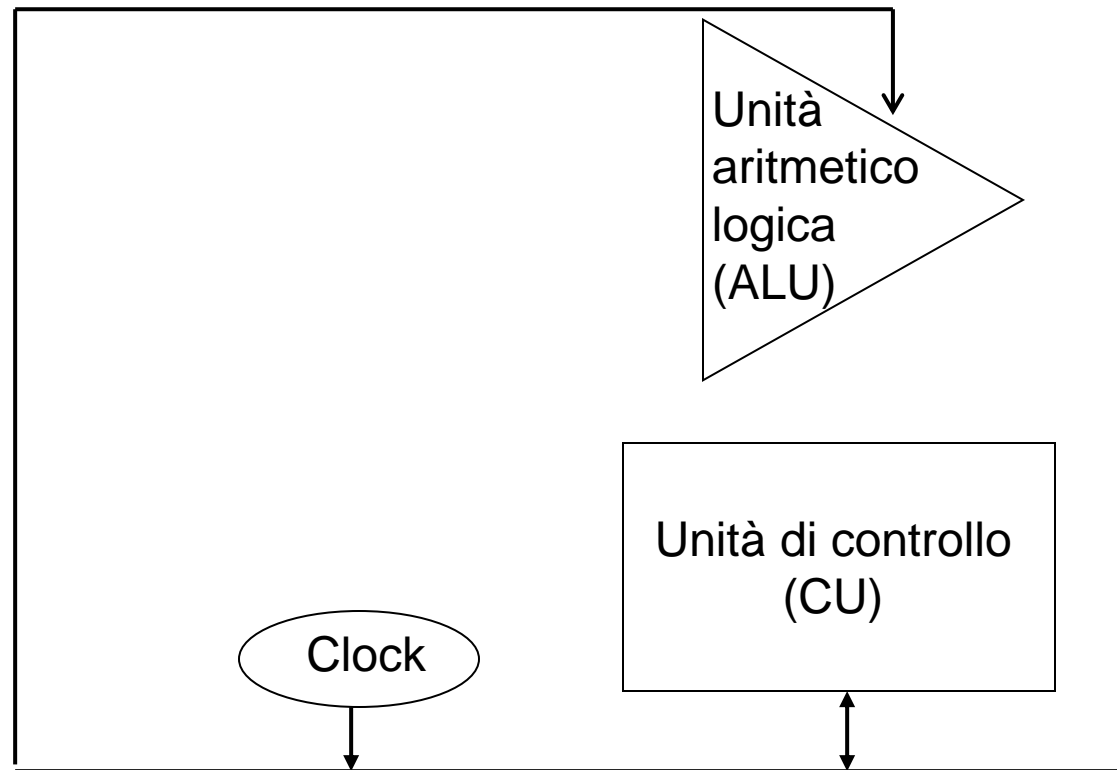 Unità
aritmetico
logica
(ALU)
Unità di controllo
(CU)
Clock